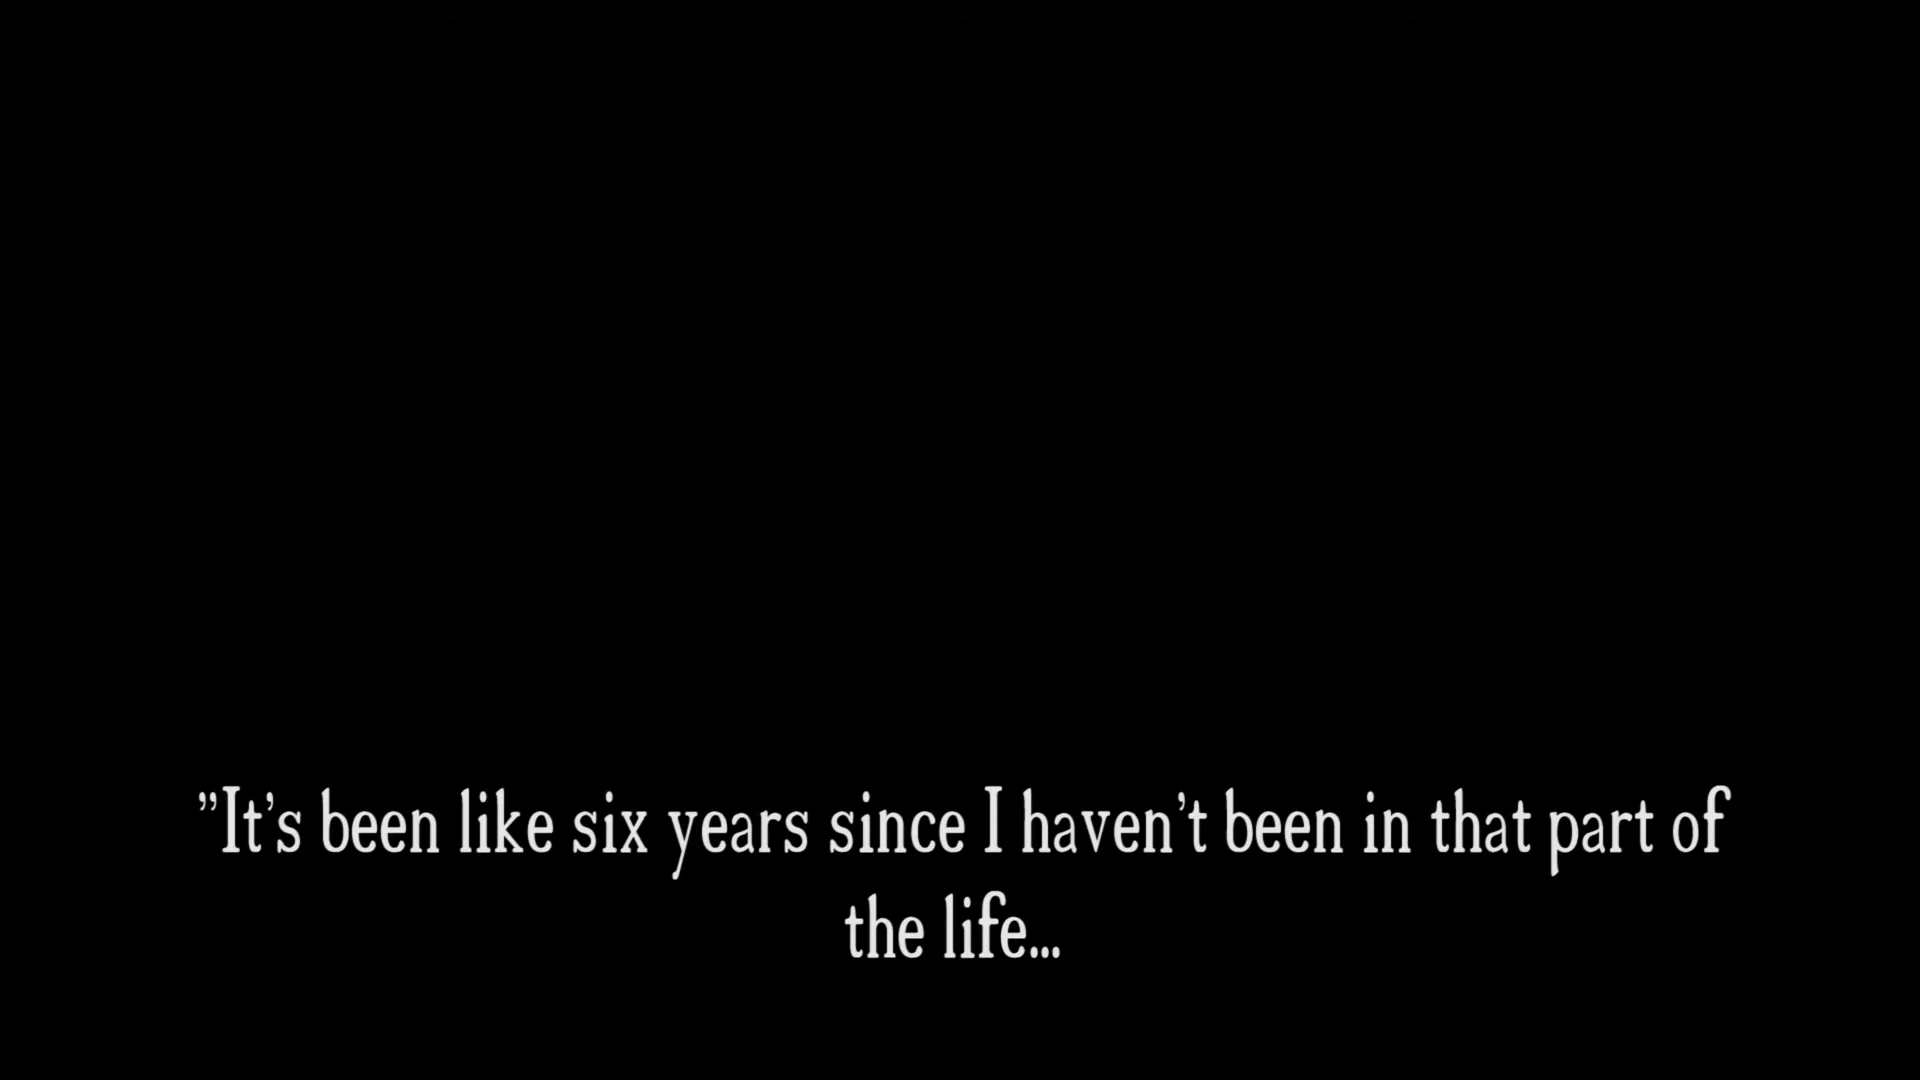 ”It’s been like six years since I haven’t been in that part of
the life...